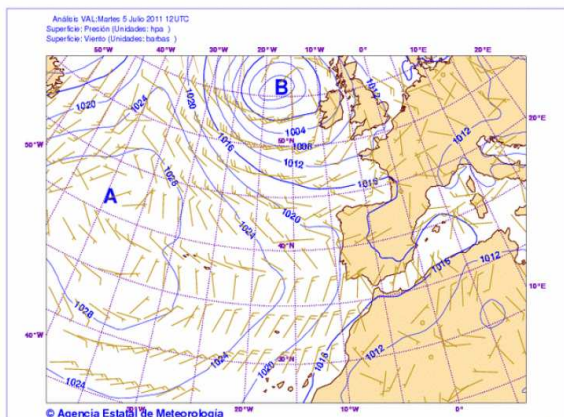 Análisis VAL:Martes 5 Julio 2011 12UTC
Superficie: Presión (Unidades: hpa )
Superficie: Viento (Unidades: barbas )
40°W
30°W
20°W
10°W
0°E
10°E
20°E
1020
1024
1020
1016
B
1004
1008
1012
1012
1012
50°N
50°W
20°E
1016
1028
A
1020
1024
40°N
1016
1012
10°E
1028
40°W
1024
1020
1016
1012
30°N
1024
© Agencia Estatal de Meteorología
20°W
10°W
0°E